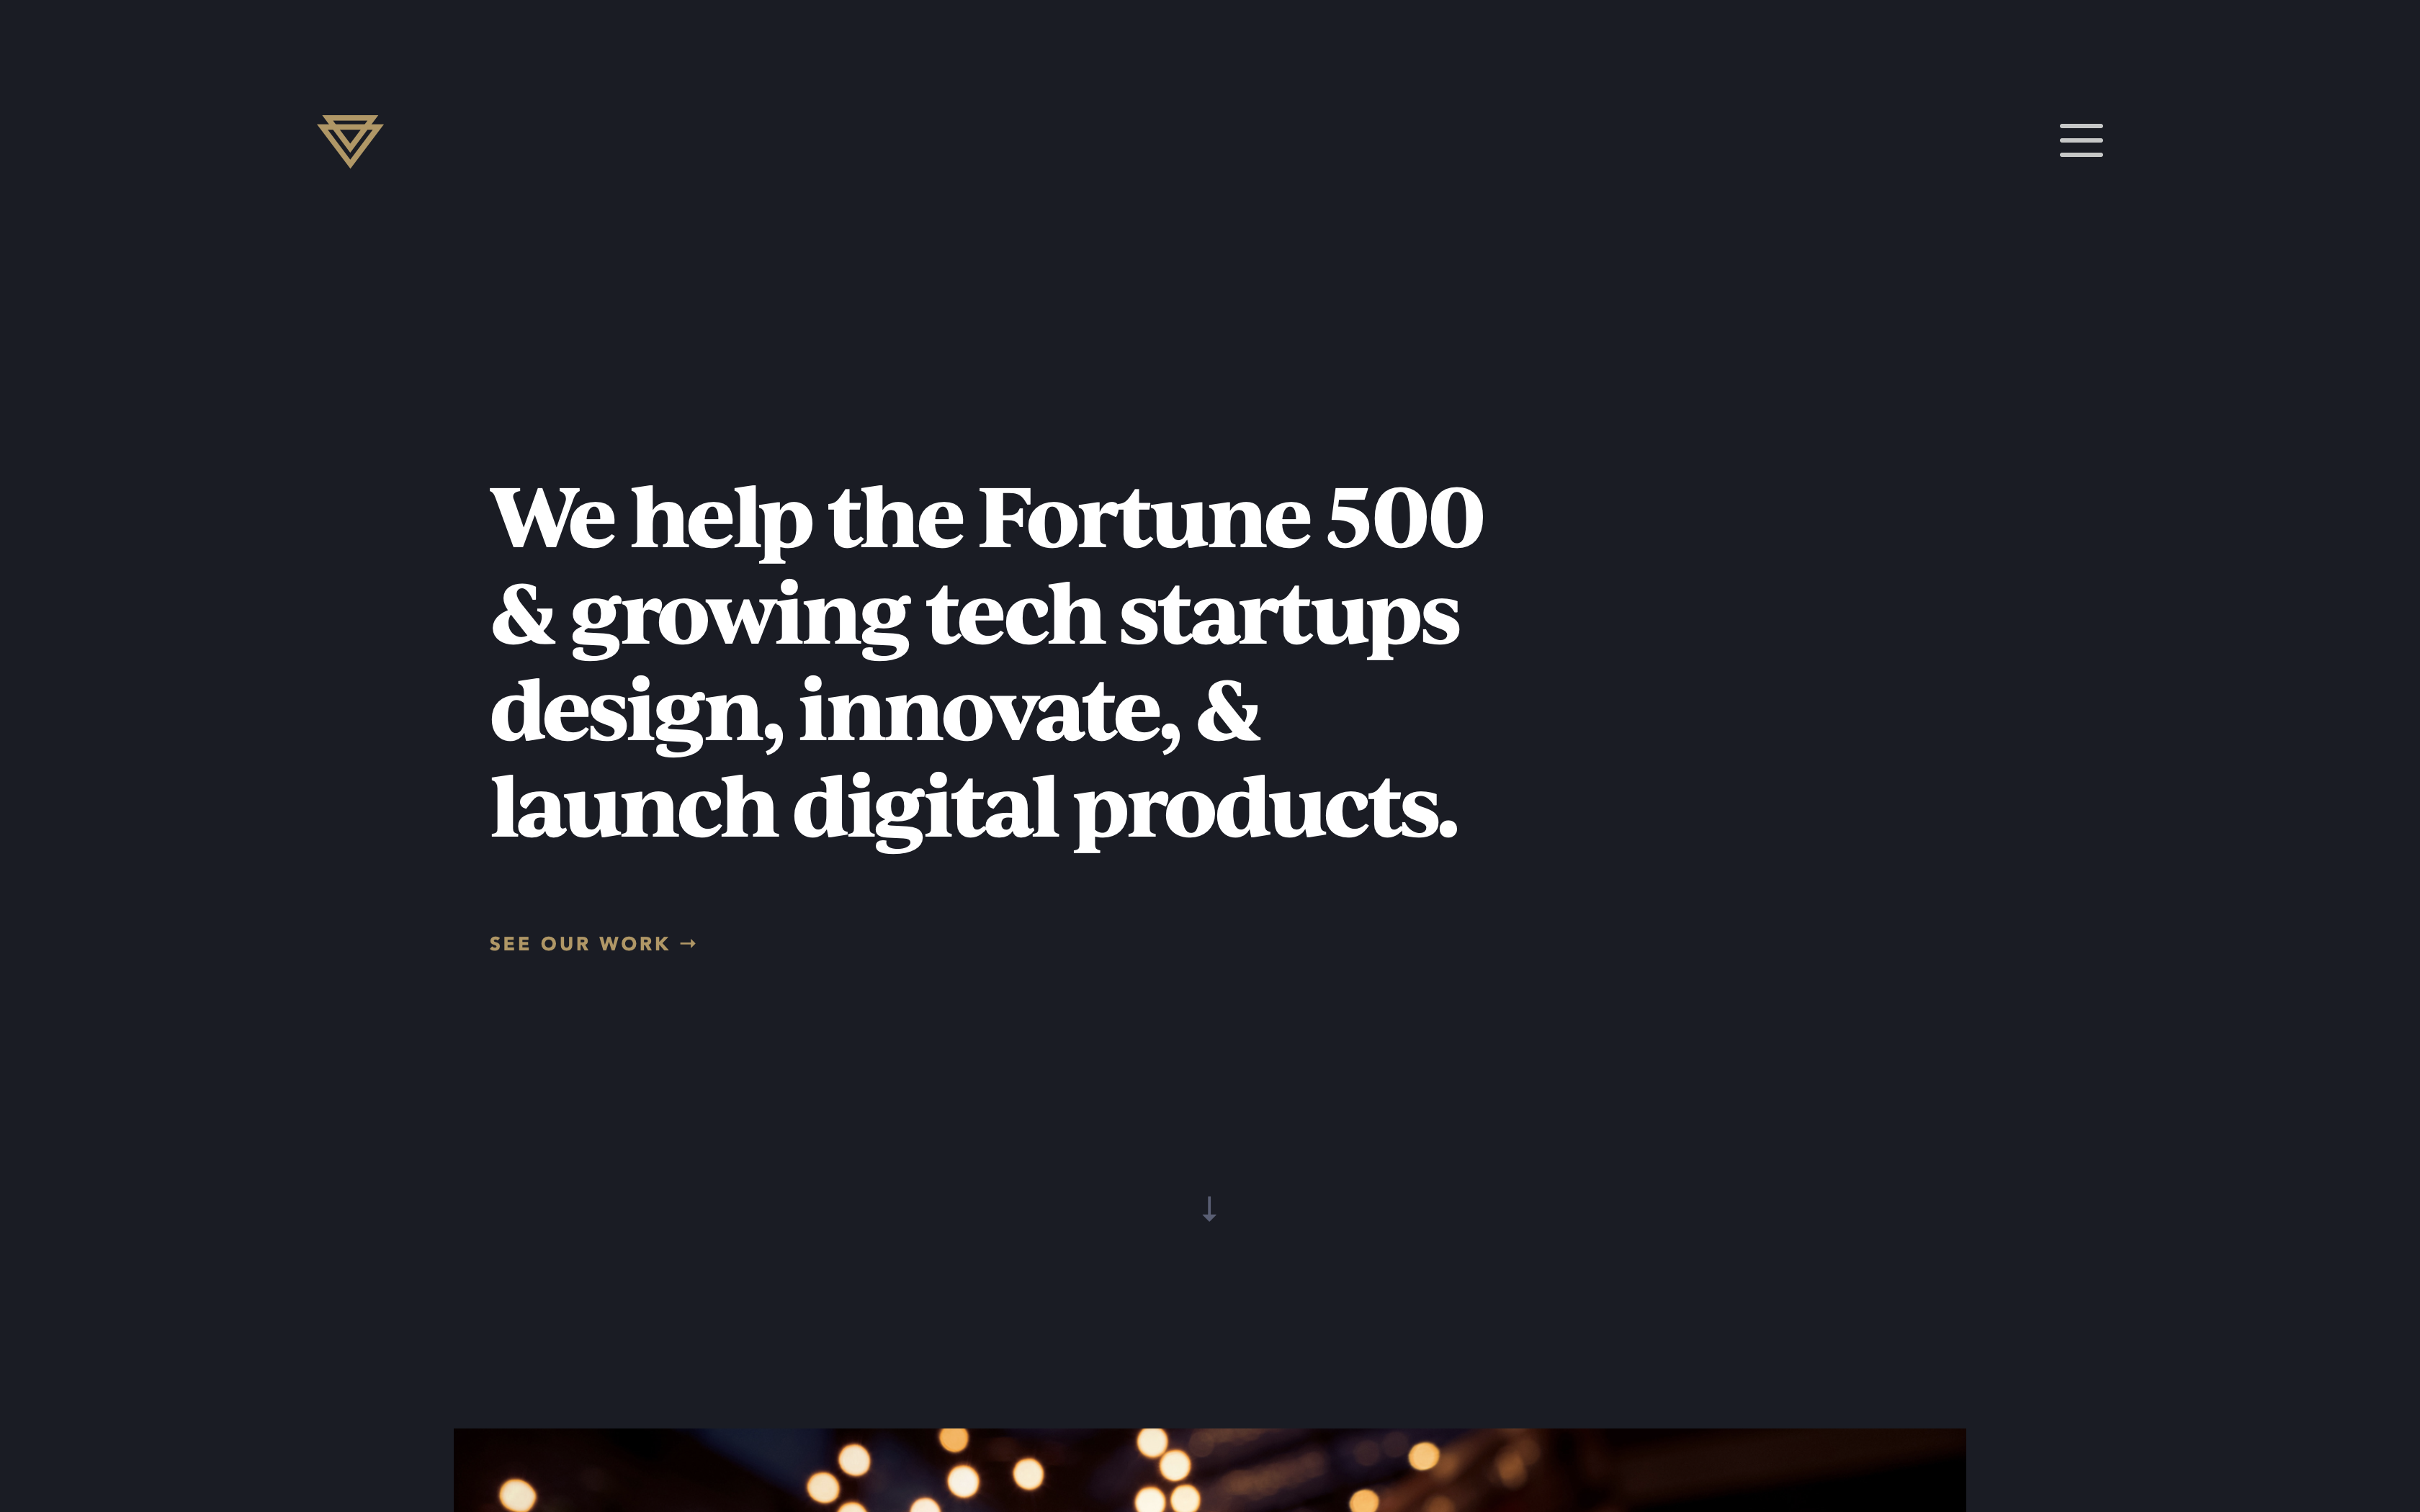 We help the Fortune 500
& growing tech startups
design, innovate, &
launch digital products.
SEE OUR WORK →